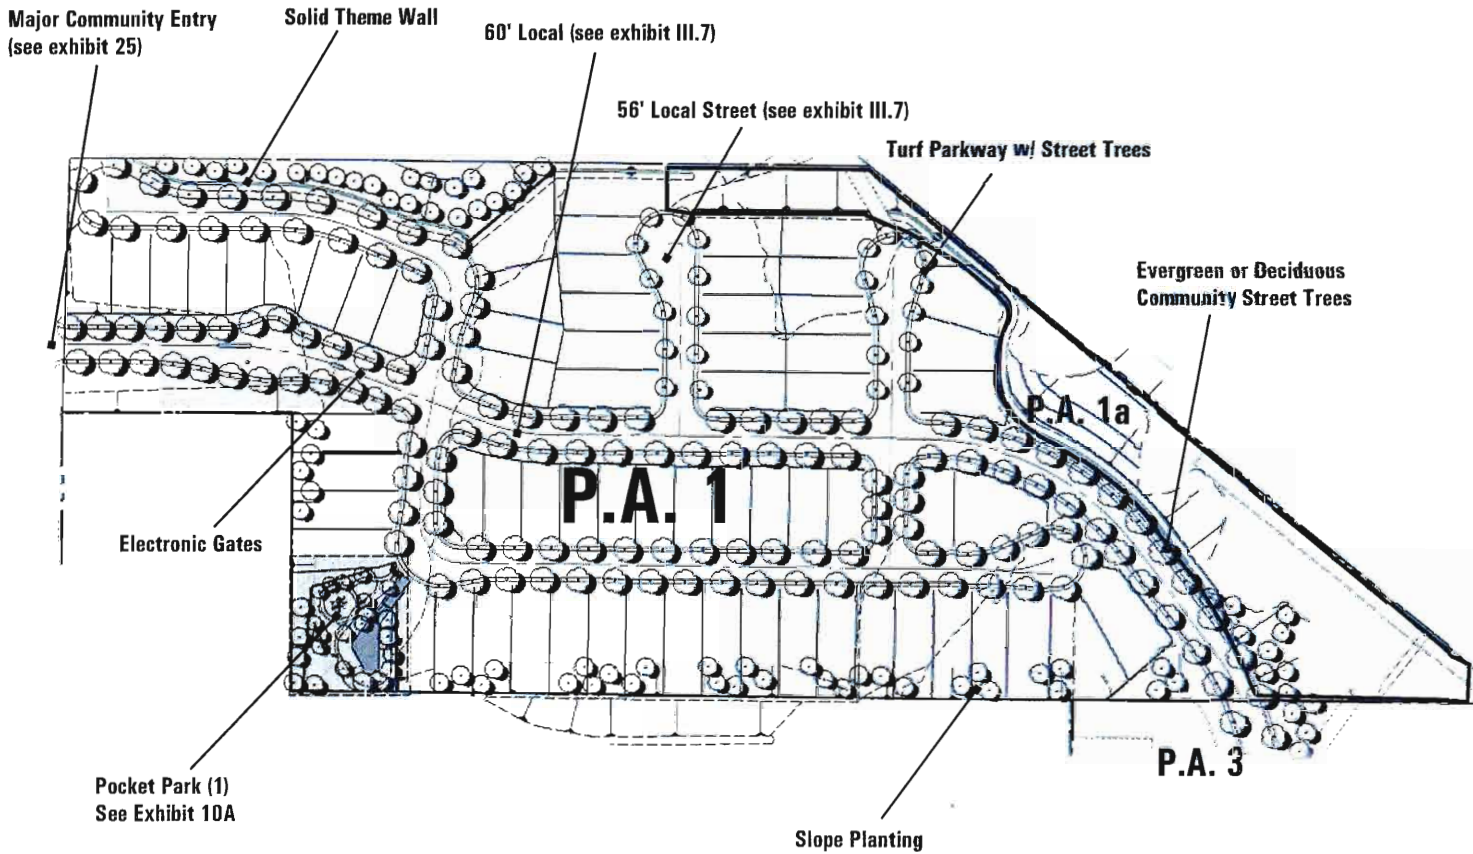 Major Community Entry
(see exhibit 25)
Solid Theme Wall
60' Local (see exhibit III.7)
56' Local Street (see exhibit III.7)
Turf Parkway w/ Street Trees
Evergreen or Deciduous
Community Street Trees
P.A. 1a
P.A. 1
Electronic Gates
P.A. 3
Pocket Park (1)
See Exhibit 10A
Slope Planting